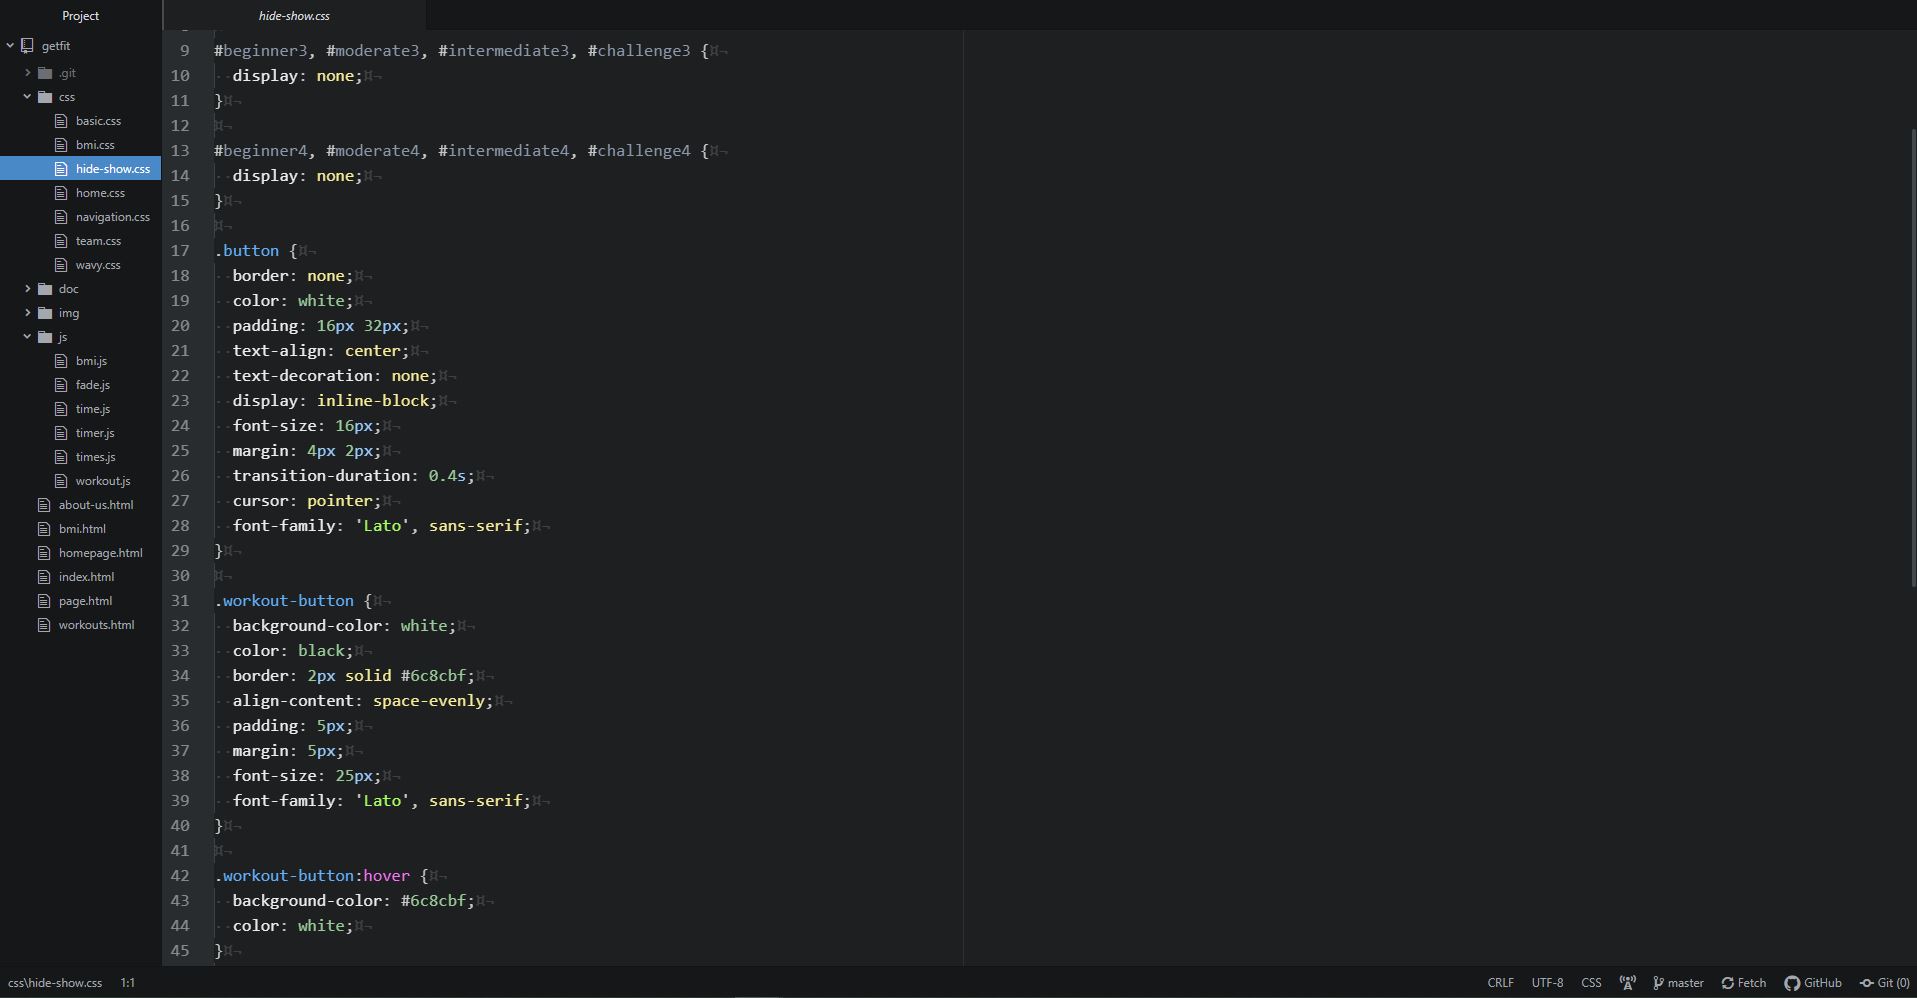 Project
hide-show.css
getfit
.git
css
basic.css
bmi.css
hide-show.css
home.css
navigation.css
team.css
wavy.css
doc
img
js
bmi.js
fade.js
time.js
timer.js
times.js
workout.js
about-us.html
bmi.html
homepage.html
index.html
page.html
workouts.html
9 #beginner3, #moderate3, #intermediate3, #challenge3 {¤¬
10 ··display: none;¤¬
11 }¤¬
12 ¤¬
13 #beginner4, #moderate4, #intermediate4, #challenge4 {¤¬
14 ··display: none;¤¬
15 }¤¬
16 ¤¬
17 .button {¤¬
18 ··border: none;¤¬
19 ··color: white;¤¬
20 ··padding: 16px 32px;¤¬
21 ··text-align: center;¤¬
22 ··text-decoration: none;¤¬
23 ··display: inline-block;¤¬
24 ··font-size: 16px;¤¬
25 ··margin: 4px 2px;¤¬
26 ··transition-duration: 0.4s;¤¬
27 ··cursor: pointer;¤¬
28 ··font-family: 'Lato', sans-serif;¤¬
29 }¤¬
30 ¤¬
31 .workout-button {¤¬
32 ··background-color: white;¤¬
33 ··color: black;¤¬
34 ··border: 2px solid #6c8cbf;¤¬
35 ··align-content: space-evenly;¤¬
36 ··padding: 5px;¤¬
37 ··margin: 5px;¤¬
38 ··font-size: 25px;¤¬
39 ··font-family: 'Lato', sans-serif;¤¬
40 }¤¬
41 ¤¬
42 .workout-button:hover {¤¬
43 ··background-color: #6c8cbf;¤¬
44 ··color: white;¤¬
45 }¤¬
css\hide-show.css 1:1 CRLF UTF-8 CSS master Fetch GitHub Git (0)